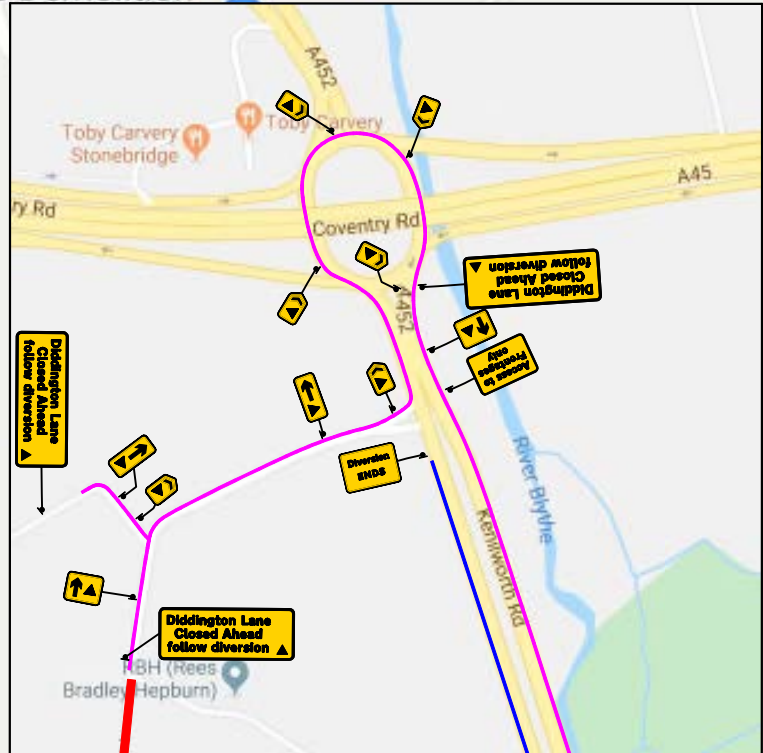 A452
Toby Carvery
Toby Carvery
Stonebridge
A45
ry Rd
Coventry Rd
Diddington Lane
Closed Ahead
follow diversion
A452
Access to
Frontages
only
Diddington Lane
Closed Ahead
follow diversion
Diversion
ENDS
River Blythe
Kenilworth Rd
Diddington Lane
Closed Ahead
follow diversion
RBH (Rees
Bradley Hepburn)